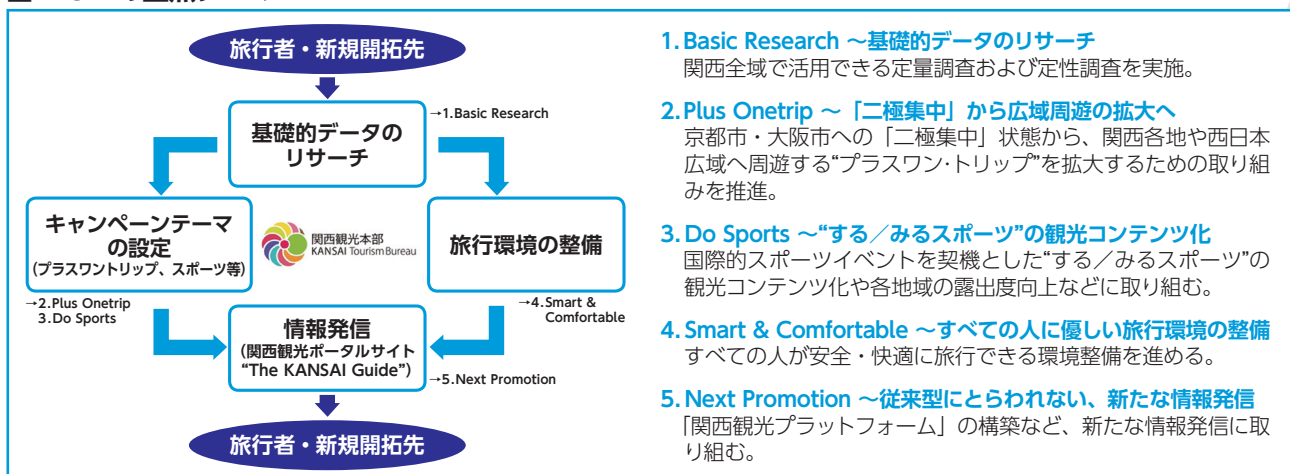 旅行者・新規開拓先
→1.Basic Research
基礎的データの
リサーチ
キャンペーンテーマ
の設定
(プラスワントリップ、スポーツ等)
関西観光本部
KANSAI Tourism Bureau
旅行環境の整備
→2.Plus Onetrip
3.Do Sports
→4.Smart &
Comfortable
情報発信
(関西観光ポータルサイト
“The KANSAI Guide”)
→5.Next Promotion
旅行者・新規開拓先
1. Basic Research ～基礎的データのリサーチ
関西全域で活用できる定量調査および定性調査を実施。
2. Plus Onetrip ～「二極集中」から広域周遊の拡大へ
京都市・大阪市への「二極集中」状態から、関西各地や西日本
広域へ周遊する“プラスワン･トリップ”を拡大するための取り組
みを推進。
3. Do Sports ～“する／みるスポーツ”の観光コンテンツ化
国際的スポーツイベントを契機とした“する／みるスポーツ”の
観光コンテンツ化や各地域の露出度向上などに取り組む。
4. Smart & Comfortable ～すべての人に優しい旅行環境の整備
すべての人が安全・快適に旅行できる環境整備を進める。
5. Next Promotion ～従来型にとらわれない、新たな情報発信
「関西観光プラットフォーム」の構築など、新たな情報発信に取
り組む。